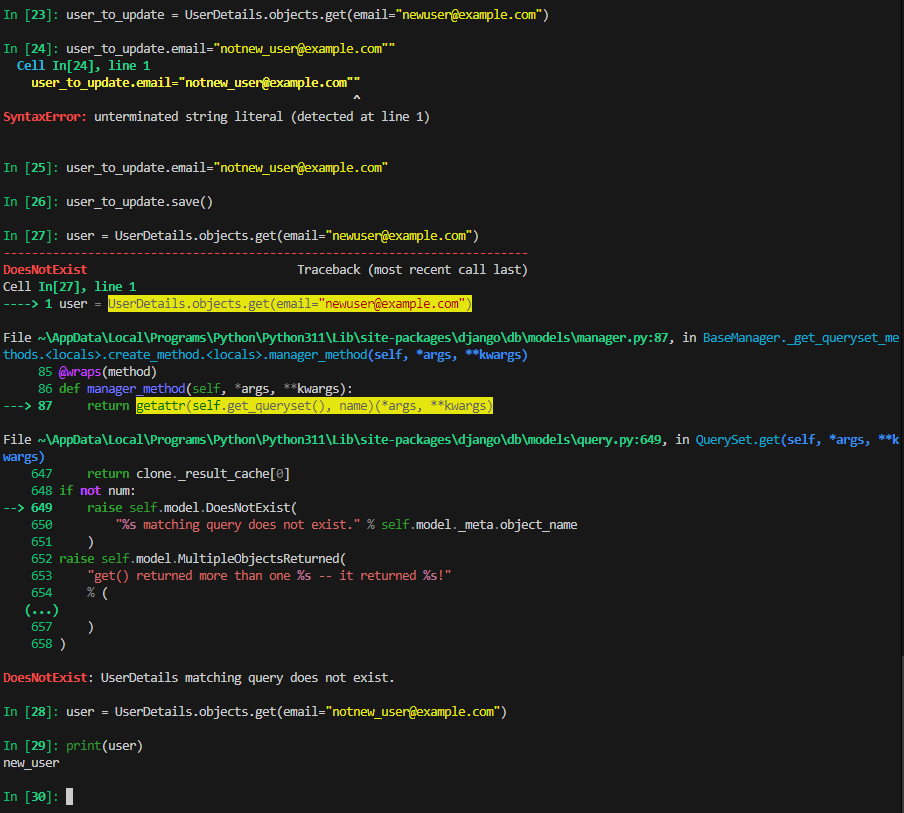 In [23]: user_to_update = UserDetails.objects.get(email="newuser@example.com")
In [24]: user_to_update.email="notnew_user@example.com""
  Cell In[24], line 1
    user_to_update.email="notnew_user@example.com""
                                                  ^
SyntaxError: unterminated string literal (detected at line 1)
In [25]: user_to_update.email="notnew_user@example.com"
In [26]: user_to_update.save()
In [27]: user = UserDetails.objects.get(email="newuser@example.com")
---------------------------------------------------------------------------
DoesNotExist                              Traceback (most recent call last)
Cell In[27], line 1
----> 1 user = UserDetails.objects.get(email="newuser@example.com")
File ~\AppData\Local\Programs\Python\Python311\Lib\site-packages\django\db\models\manager.py:87, in BaseManager._get_queryset_me
thods.<locals>.create_method.<locals>.manager_method(self, *args, **kwargs)
     85 @wraps(method)
     86 def manager_method(self, *args, **kwargs):
---> 87     return getattr(self.get_queryset(), name)(*args, **kwargs)
File ~\AppData\Local\Programs\Python\Python311\Lib\site-packages\django\db\models\query.py:649, in QuerySet.get(self, *args, **k
wargs)
    647     return clone._result_cache[0]
    648 if not num:
--> 649     raise self.model.DoesNotExist(
    650         "%s matching query does not exist." % self.model._meta.object_name
    651     )
    652 raise self.model.MultipleObjectsReturned(
    653     "get() returned more than one %s -- it returned %s!"
    654     % (
   (...)
    657     )
    658 )
DoesNotExist: UserDetails matching query does not exist.
In [28]: user = UserDetails.objects.get(email="notnew_user@example.com")
In [29]: print(user)
new_user
In [30]: